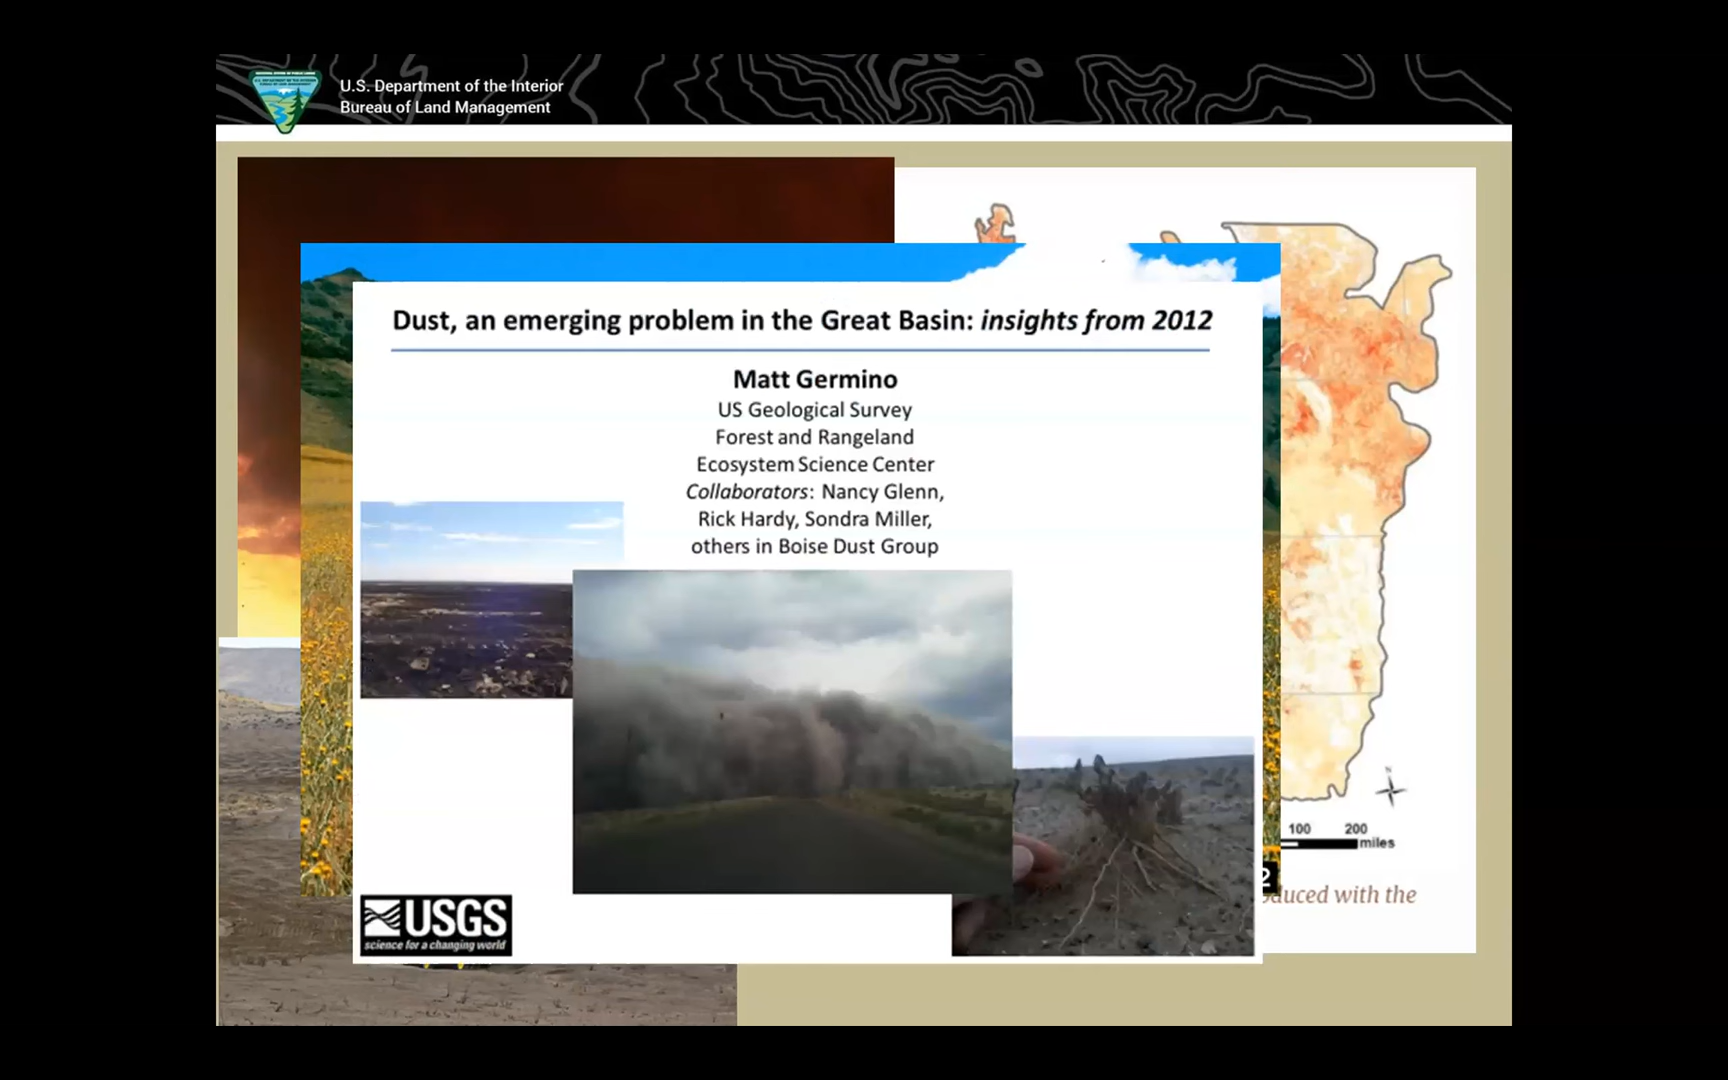 U.S. Department of the Interior
Bureau of Land Management
Dust, an emerging problem in the Great Basin: insights from 2012
Matt Germino
US Geological Survey
Forest and Rangeland
Ecosystem Science Center
Collaborators: Nancy Glenn,
Rick Hardy, Sondra Miller,
others in Boise Dust Group
USGS
science for a changing world
N
100 200
miles
2
duced with the